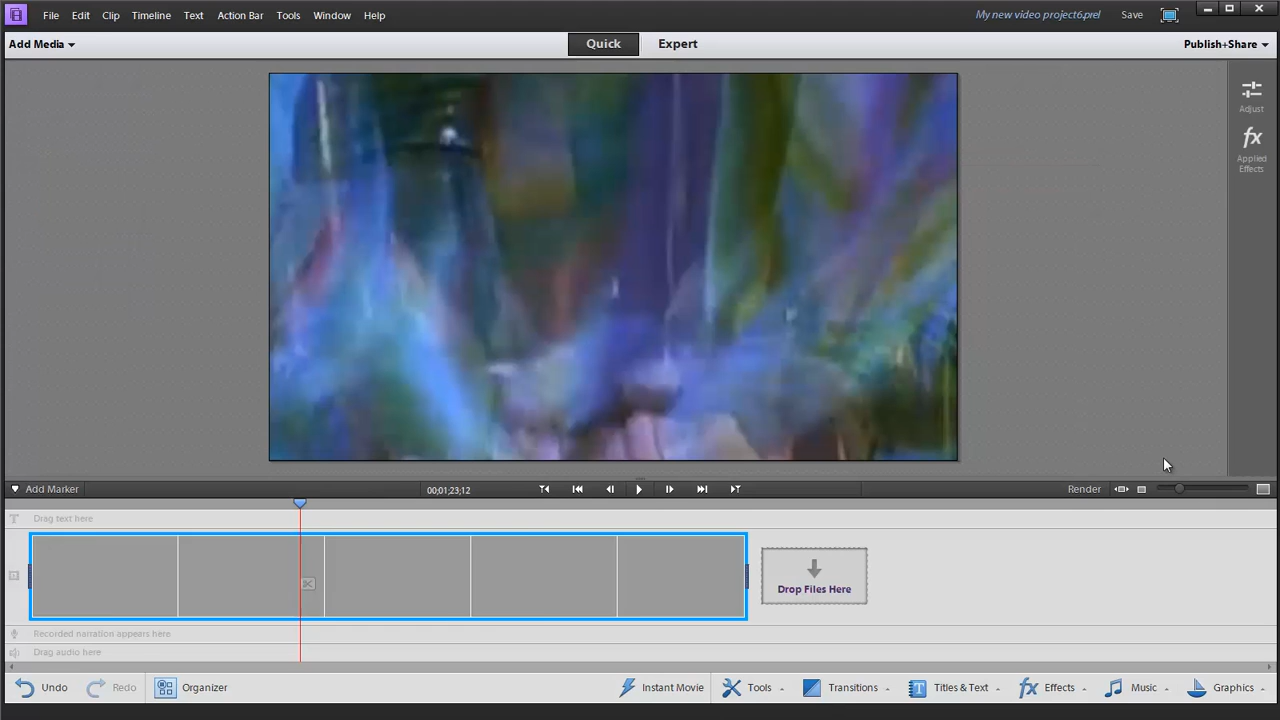 File Edit Clip Timeline Text Action Bar Tools Window Help My new video project6.prel Save
Add Media Quick Expert Publish+Share
Adjust
fx
Applied
Effects
Add Marker 00;01;23;12 Render
T Drag text here
Drop Files Here
Recorded narration appears here
Drag audio here
Undo Redo Organizer Instant Movie Tools Transitions T Titles & Text fx Effects Music Graphics